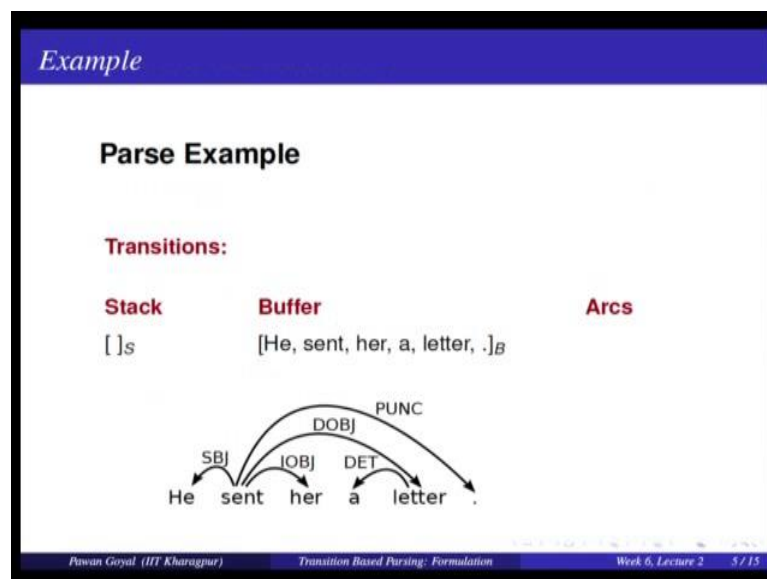 Example
Parse Example
Transitions:
Stack Buffer Arcs
[ ]S [He, sent, her, a, letter, .]B
PUNC
DOBJ
SBJ IOBJ DET
He sent her a letter .
Pawan Goyal (IIT Kharagpur) Transition Based Parsing: Formulation Week 6, Lecture 2 5 / 15